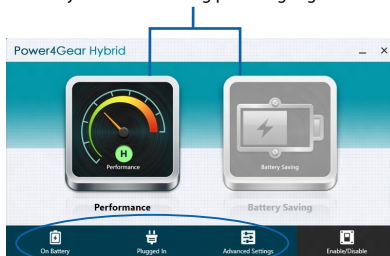 Power4Gear Hybrid
H
Performance
Battery Saving
Performance
Battery Saving
On Battery
Plugged In
Advanced Settings
Enable/Disable